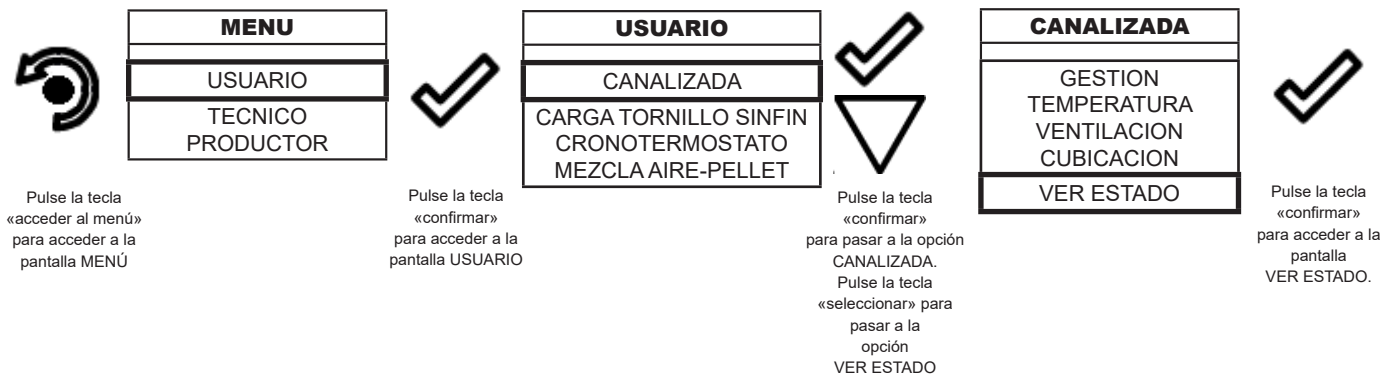 MENU
USUARIO
TECNICO
PRODUCTOR
USUARIO
CANALIZADA
CARGA TORNILLO SINFIN
CRONOTERMOSTATO
MEZCLA AIRE-PELLET
CANALIZADA
GESTION
TEMPERATURA
VENTILACION
CUBICACION
VER ESTADO
Pulse la tecla
«acceder al menú»
para acceder a la
pantalla MENÚ
Pulse la tecla
«confirmar»
para acceder a la
pantalla USUARIO
Pulse la tecla
«confirmar»
para pasar a la opción
CANALIZADA.
Pulse la tecla
«seleccionar» para
pasar a la
opción
VER ESTADO
Pulse la tecla
«confirmar»
para acceder a la
pantalla
VER ESTADO.